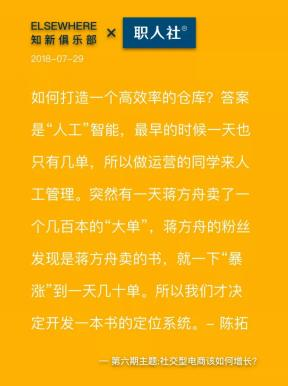 ELSEWHERE
知新俱乐部
×
职人社®
2018-07-29
如何打造一个高效率的仓库？答案
是“人工”智能，最早的时候一天也
只有几单，所以做运营的同学来人
工管理。突然有一天蒋方舟卖了一
个几百本的“大单”，蒋方舟的粉丝
发现是蒋方舟卖的书，就一下“暴
涨”到一天几十单。所以我们才决
定开发一本书的定位系统。- 陈拓
— 第六期主题:社交型电商该如何增长?